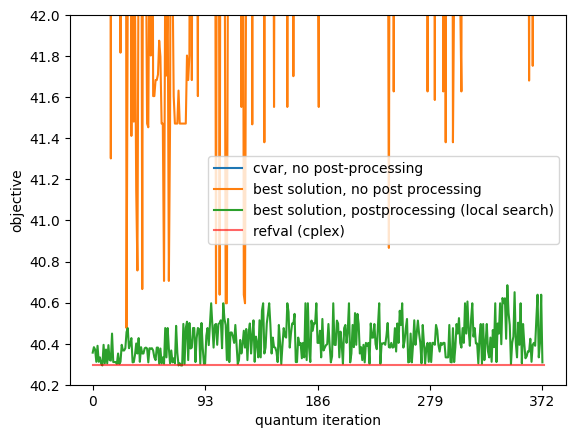 42.0
41.8
41.6
41.4
41.2
41.0
40.8
40.6
40.4
40.2
objective
cvar, no post-processing
best solution, no post processing
best solution, postprocessing (local search)
refval (cplex)
0 93 186 279 372
quantum iteration